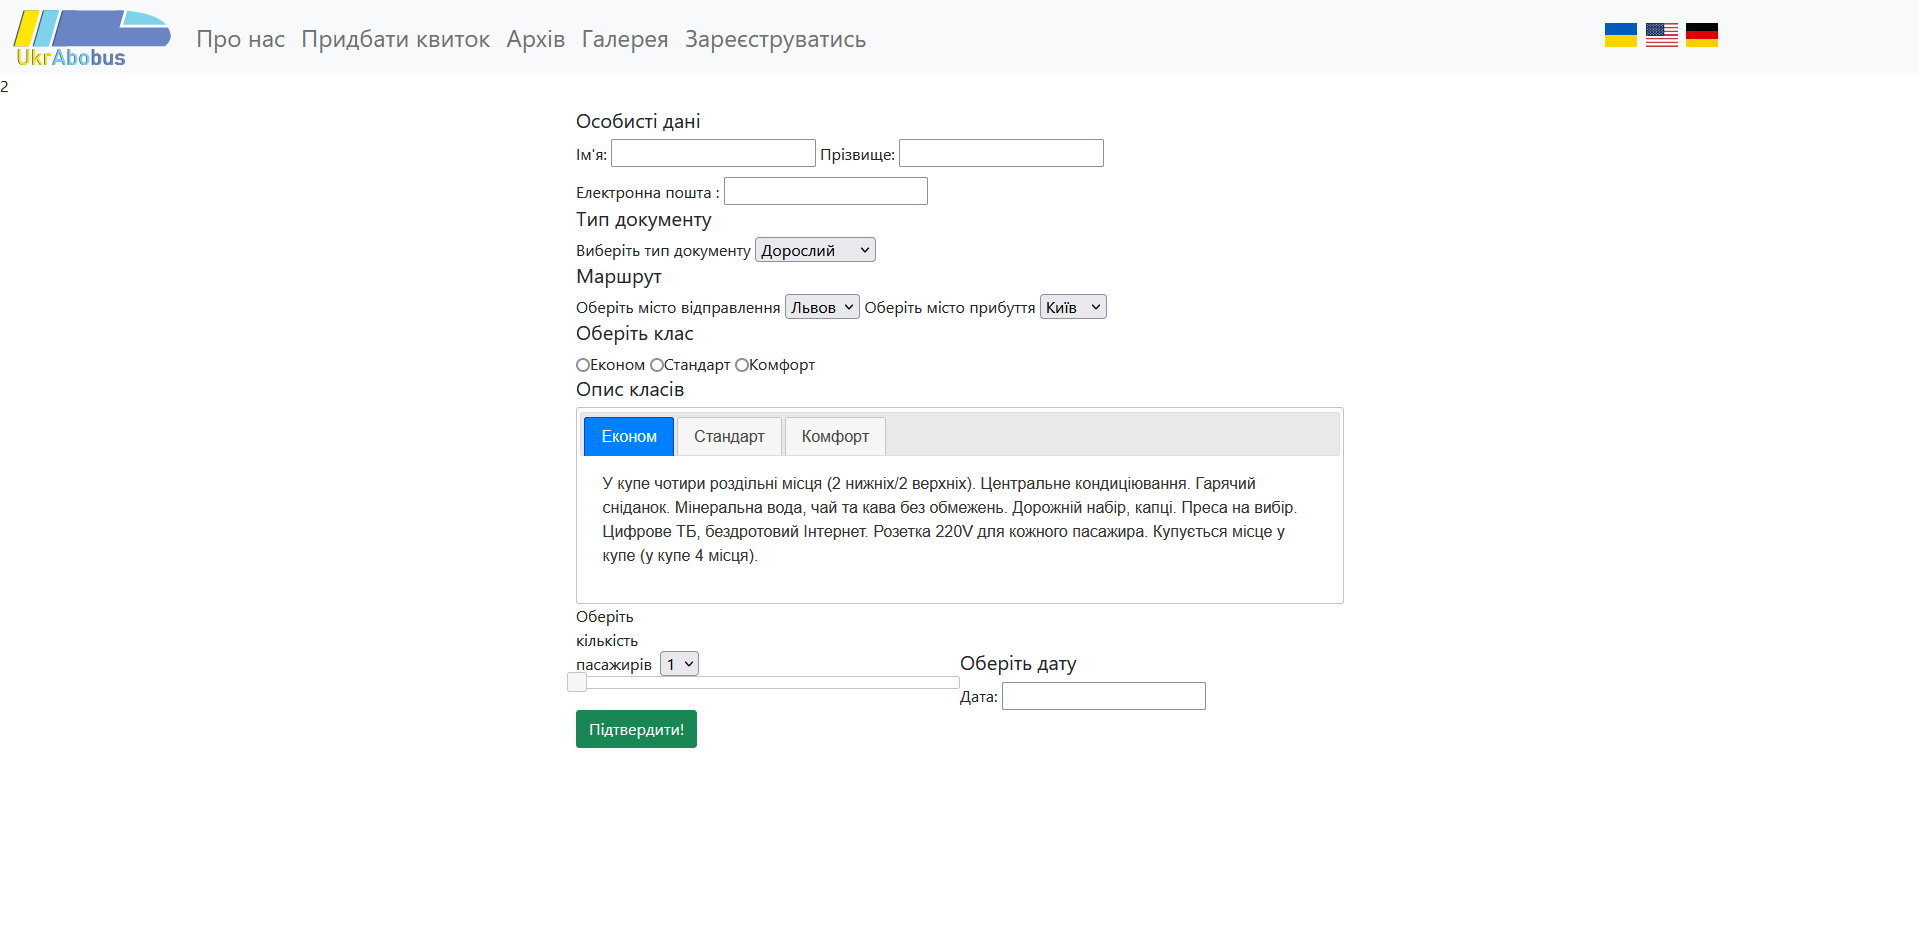 UkrAbobus
Про нас Придбати квиток Архів Галерея Зареєструватись
2
Особисті дані
Ім'я: Прізвище:
Електронна пошта :
Тип документу
Виберіть тип документу Дорослий
Маршрут
Оберіть місто відправлення Львов Оберіть місто прибуття Київ
Оберіть клас
Економ Стандарт Комфорт
Опис класів
Економ Стандарт Комфорт
У купе чотири роздільні місця (2 нижніх/2 верхніх). Центральне кондиціювання. Гарячий
сніданок. Мінеральна вода, чай та кава без обмежень. Дорожній набір, капці. Преса на вибір.
Цифрове ТБ, бездротовий Інтернет. Розетка 220V для кожного пасажира. Купується місце у
купе (у купе 4 місця).
Оберіть
кількість
пасажирів 1
Оберіть дату
Дата:
Підтвердити!